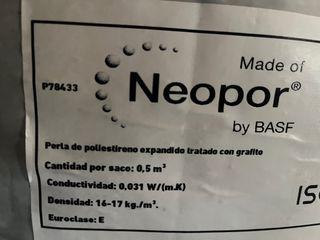 Made of
P78433
Neopor®
by BASF
Perla de poliestireno expandido tratado con grafito
Cantidad por saco: 0,5 m³
Conductividad: 0,031 W/(m.K)
Densidad: 16-17 kg./m³.
Euroclase: E